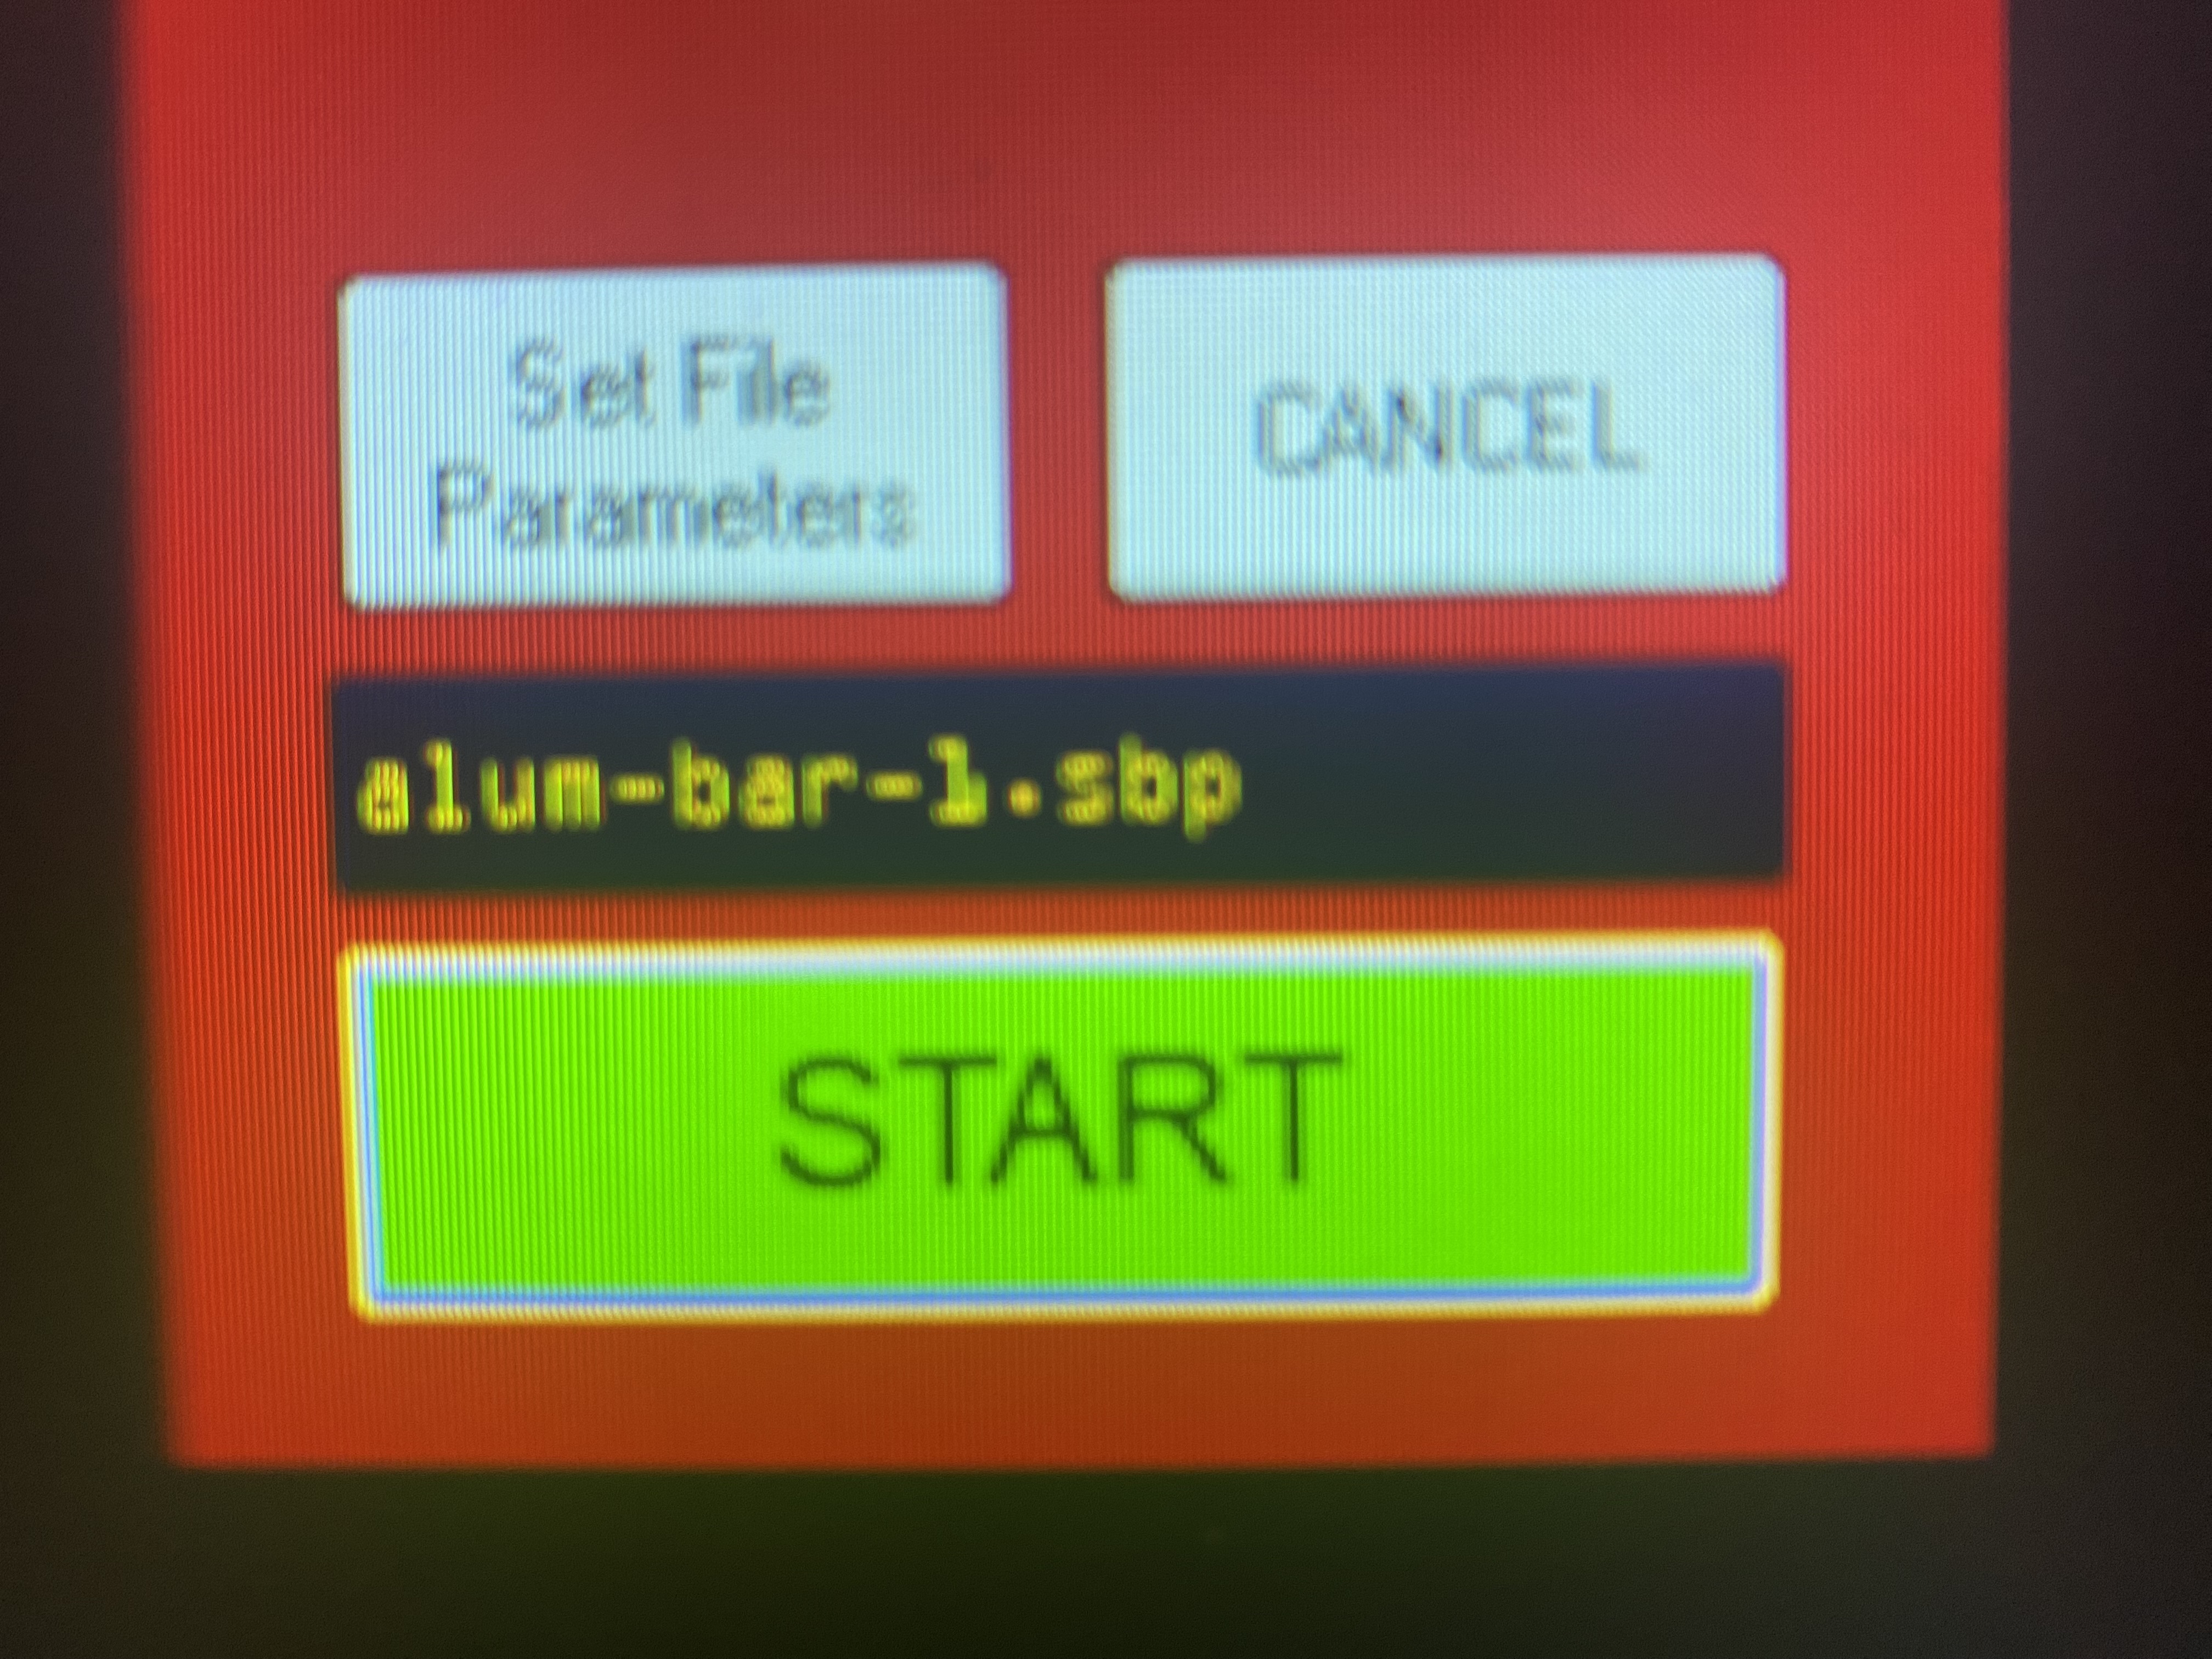 Set File
Parameters
CANCEL
alum-bar-1.sbp
START